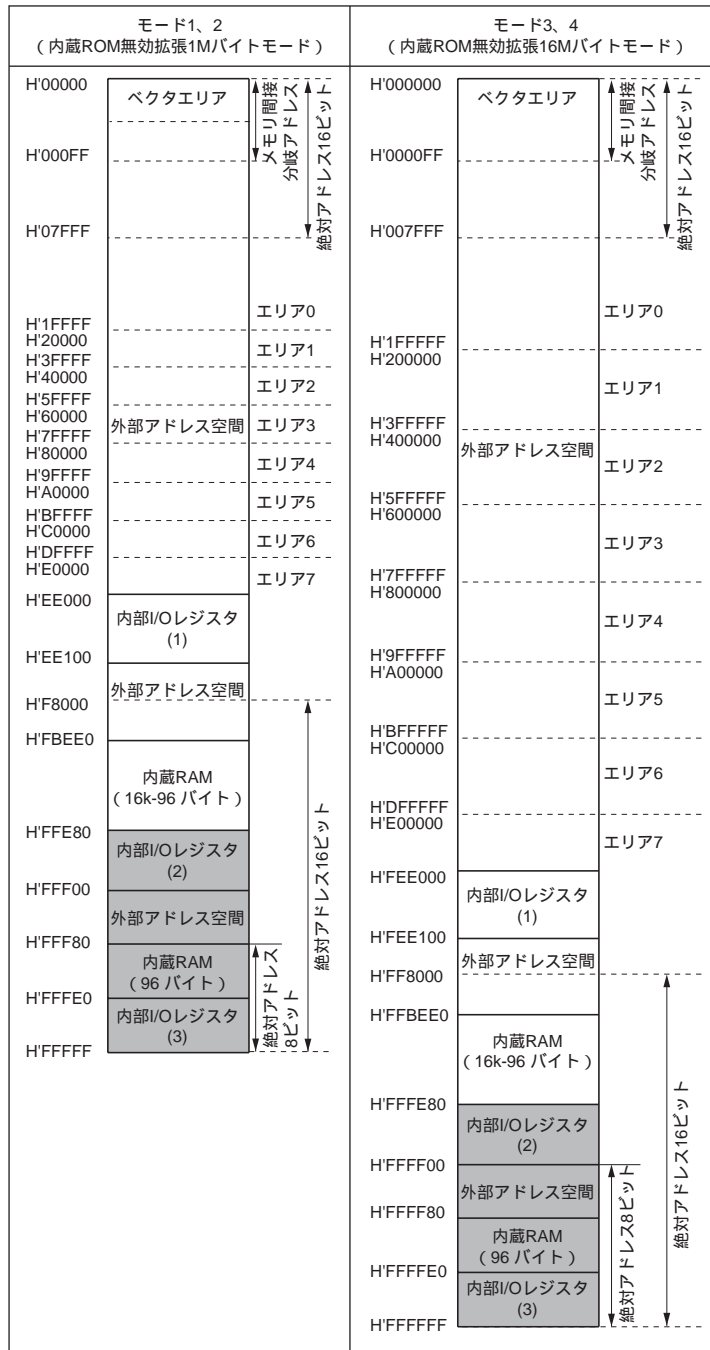 モード1、2
（内蔵ROM無効拡張1Mバイトモード）
H'00000
ベクタエリア
H'000FF
H'07FFF
メモリ間接
分岐アドレス
絶対アドレス16ビット
エリア0
H'1FFFF
H'20000
エリア1
H'3FFFF
H'40000
エリア2
H'5FFFF
H'60000
外部アドレス空間
エリア3
H'7FFFF
H'80000
エリア4
H'9FFFF
H'A0000
エリア5
H'BFFFF
H'C0000
エリア6
H'DFFFF
H'E0000
エリア7
H'EE000
内部I/Oレジスタ
(1)
H'EE100
外部アドレス空間
H'F8000
H'FBEE0
内蔵RAM
（16k-96 バイト）
H'FFE80
内部I/Oレジスタ
(2)
H'FFF00
外部アドレス空間
H'FFF80
内蔵RAM
（96 バイト）
H'FFFE0
内部I/Oレジスタ
(3)
H'FFFFF
絶対アドレス
8ビット
絶対アドレス16ビット
モード3、4
（内蔵ROM無効拡張16Mバイトモード）
H'000000
ベクタエリア
H'0000FF
H'007FFF
メモリ間接
分岐アドレス
絶対アドレス16ビット
エリア0
H'1FFFFF
H'200000
エリア1
H'3FFFFF
H'400000
外部アドレス空間
エリア2
H'5FFFFF
H'600000
エリア3
H'7FFFFF
H'800000
エリア4
H'9FFFFF
H'A00000
エリア5
H'BFFFFF
H'C00000
エリア6
H'DFFFFF
H'E00000
エリア7
H'FEE000
内部I/Oレジスタ
(1)
H'FEE100
外部アドレス空間
H'FF8000
H'FFBEE0
内蔵RAM
（16k-96 バイト）
H'FFFE80
内部I/Oレジスタ
(2)
H'FFFF00
外部アドレス空間
H'FFFF80
内蔵RAM
（96 バイト）
H'FFFFE0
内部I/Oレジスタ
(3)
H'FFFFFF
絶対アドレス8ビット
絶対アドレス16ビット